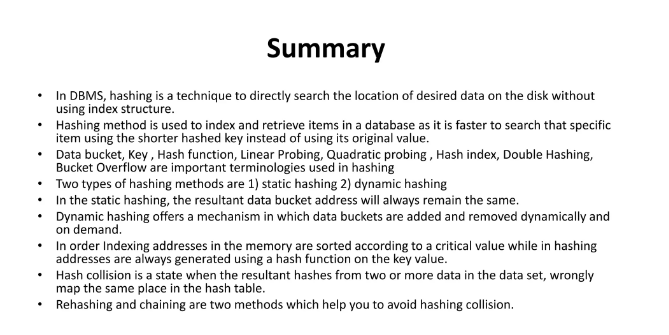 Summary
• In DBMS, hashing is a technique to directly search the location of desired data on the disk without
using index structure.
• Hashing method is used to index and retrieve items in a database as it is faster to search that specific
item using the shorter hashed key instead of using its original value.
• Data bucket, Key , Hash function, Linear Probing, Quadratic probing , Hash index, Double Hashing,
Bucket Overflow are important terminologies used in hashing
• Two types of hashing methods are 1) static hashing 2) dynamic hashing
• In the static hashing, the resultant data bucket address will always remain the same.
• Dynamic hashing offers a mechanism in which data buckets are added and removed dynamically and
on demand.
• In order Indexing addresses in the memory are sorted according to a critical value while in hashing
addresses are always generated using a hash function on the key value.
• Hash collision is a state when the resultant hashes from two or more data in the data set, wrongly
map the same place in the hash table.
• Rehashing and chaining are two methods which help you to avoid hashing collision.